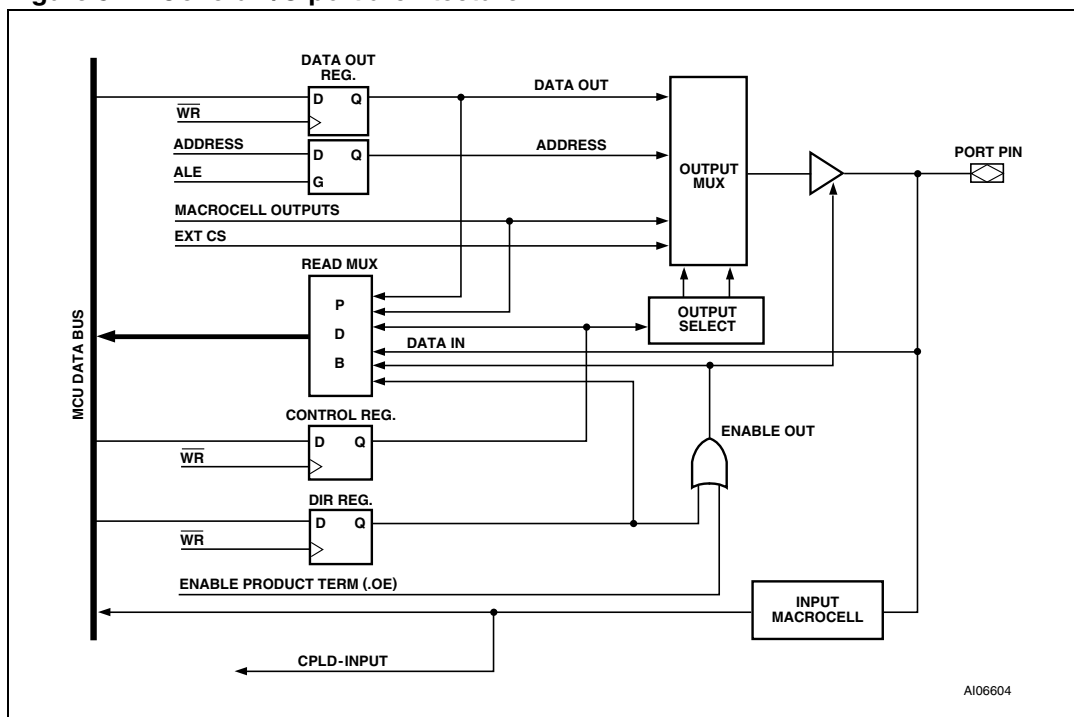 DATA OUT
REG.
D Q
WR
DATA OUT
ADDRESS
D Q
ALE
G
ADDRESS
OUTPUT
MUX
PORT PIN
MACROCELL OUTPUTS
EXT CS
READ MUX
P
D
B
OUTPUT
SELECT
DATA IN
MCU DATA BUS
CONTROL REG.
D Q
WR
ENABLE OUT
DIR REG.
D Q
WR
ENABLE PRODUCT TERM (.OE)
INPUT
MACROCELL
CPLD-INPUT
AI06604